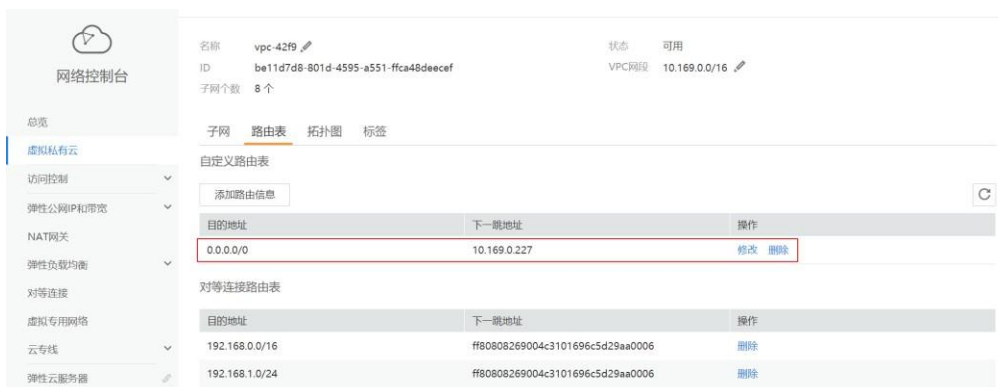 网络控制台
总览
虚拟私有云
访问控制
弹性公网IP和带宽
NAT网关
弹性负载均衡
对等连接
虚拟专用网络
云专线
弹性云服务器
名称 vpc-42f9 状态 可用
ID be11d7d8-801d-4595-a551-ffca48deecef VPC网段 10.169.0.0/16
子网个数 8 个
子网 路由表 拓扑图 标签
自定义路由表
添加路由信息
目的地址 下一跳地址 操作
0.0.0.0/0 10.169.0.227 修改 删除
对等连接路由表
目的地址 下一跳地址 操作
192.168.0.0/16 ff80808269004c3101696c5d29aa0006 删除
192.168.1.0/24 ff80808269004c3101696c5d29aa0006 删除